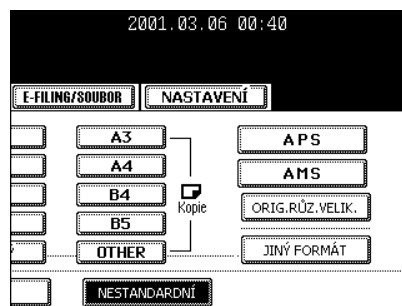 2001.03.06 00:40
E-FILING/SOUBOR NASTAVENÍ
A3 APS
A4 AMS
B4
Kopie ORIG.RŮZ.VELIK.
B5
OTHER JINÝ FORMÁT
NESTANDARDNÍ